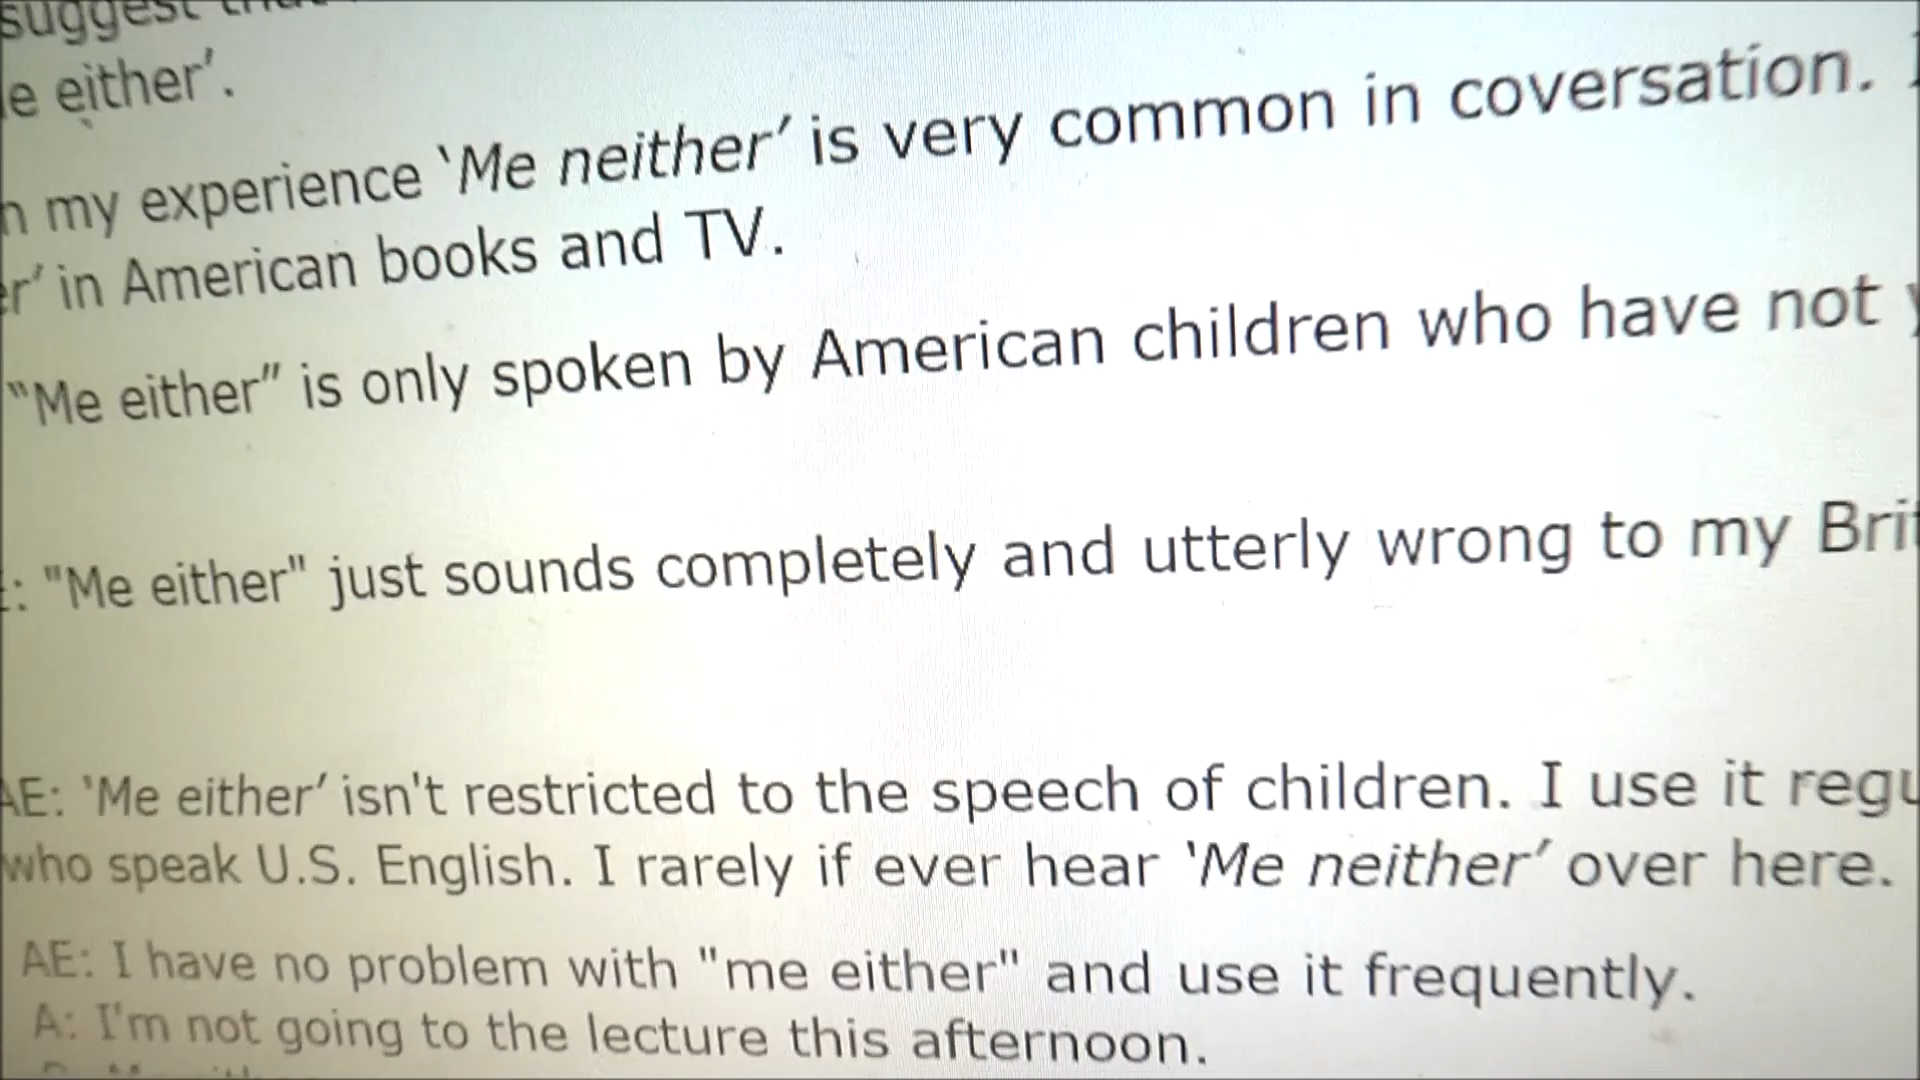 suggest that
e either’.
n my experience ‘Me neither’ is very common in coversation.
er’ in American books and TV.
“Me either” is only spoken by American children who have not
E: "Me either" just sounds completely and utterly wrong to my Brit
AE: ‘Me either’ isn't restricted to the speech of children. I use it regu
who speak U.S. English. I rarely if ever hear ‘Me neither’ over here.
AE: I have no problem with "me either" and use it frequently.
A: I'm not going to the lecture this afternoon.